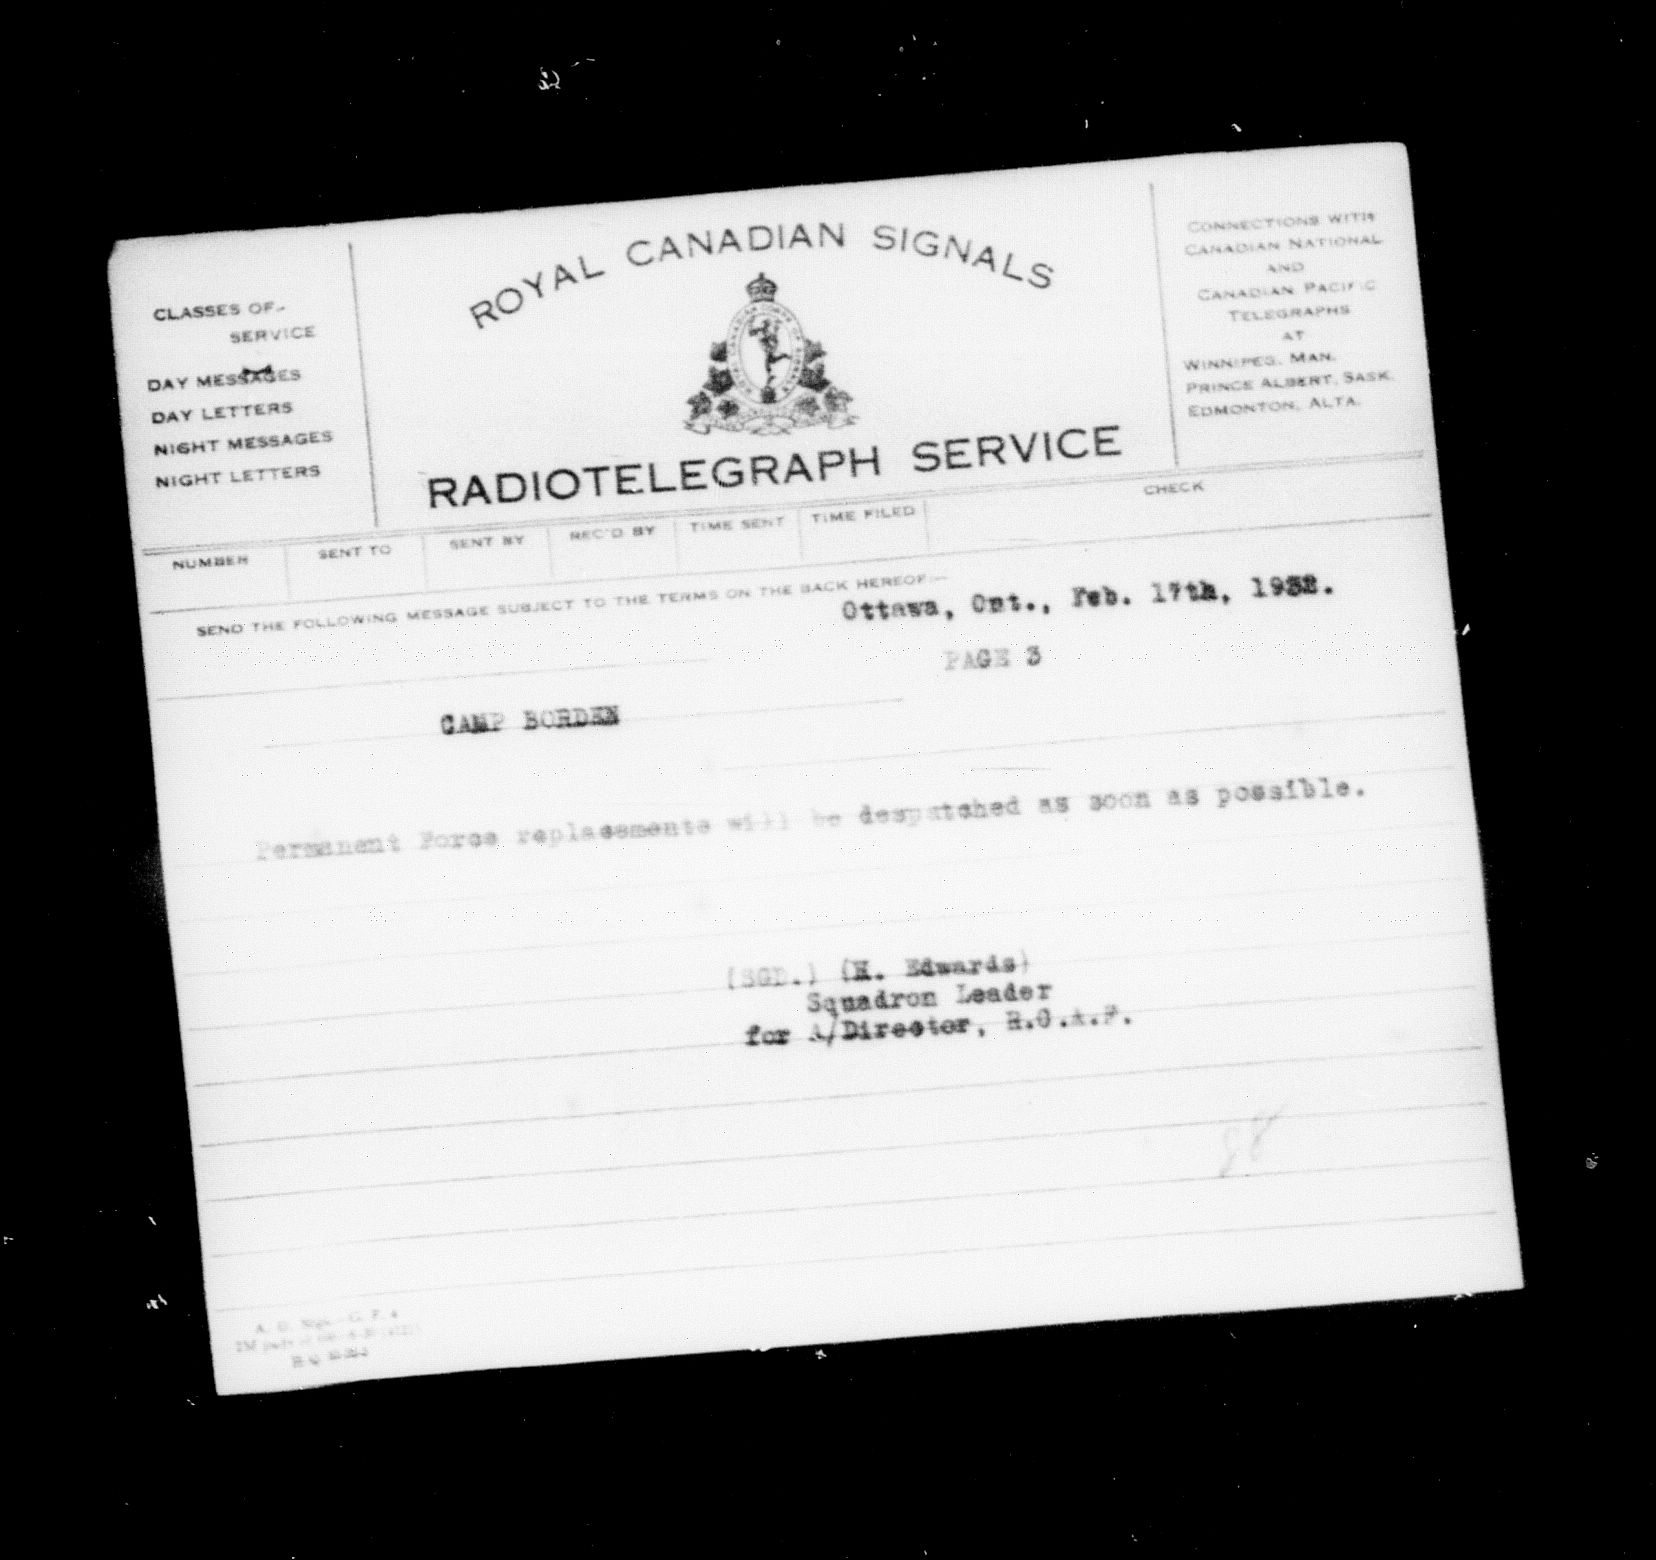 ROYAL CANADIAN SIGNALS
RADIOTELEGRAPH SERVICE
CLASSES OF-
SERVICE
DAY MESSAGES
DAY LETTERS
NIGHT MESSAGES
NIGHT LETTERS
CONNECTIONS WITH
CANADIAN NATIONAL
AND
CANADIAN PACIFIC
TELEGRAPHS
AT
WINNIPEG, MAN.
PRINCE ALBERT, SASK.
EDMONTON, ALTA.
NUMBER SENT TO SENT BY REC'D BY TIME SENT TIME FILED CHECK
SEND THE FOLLOWING MESSAGE SUBJECT TO THE TERMS ON THE BACK HEREOF:—
Ottawa, Ont., Feb. 17th, 1932.
PAGE 3
CAMP BORDEN
Permanent Force replacements will be despatched as soon as possible.
(SGD.) (H. Edwards)
Squadron Leader
for A/Director, R.C.A.F.
88